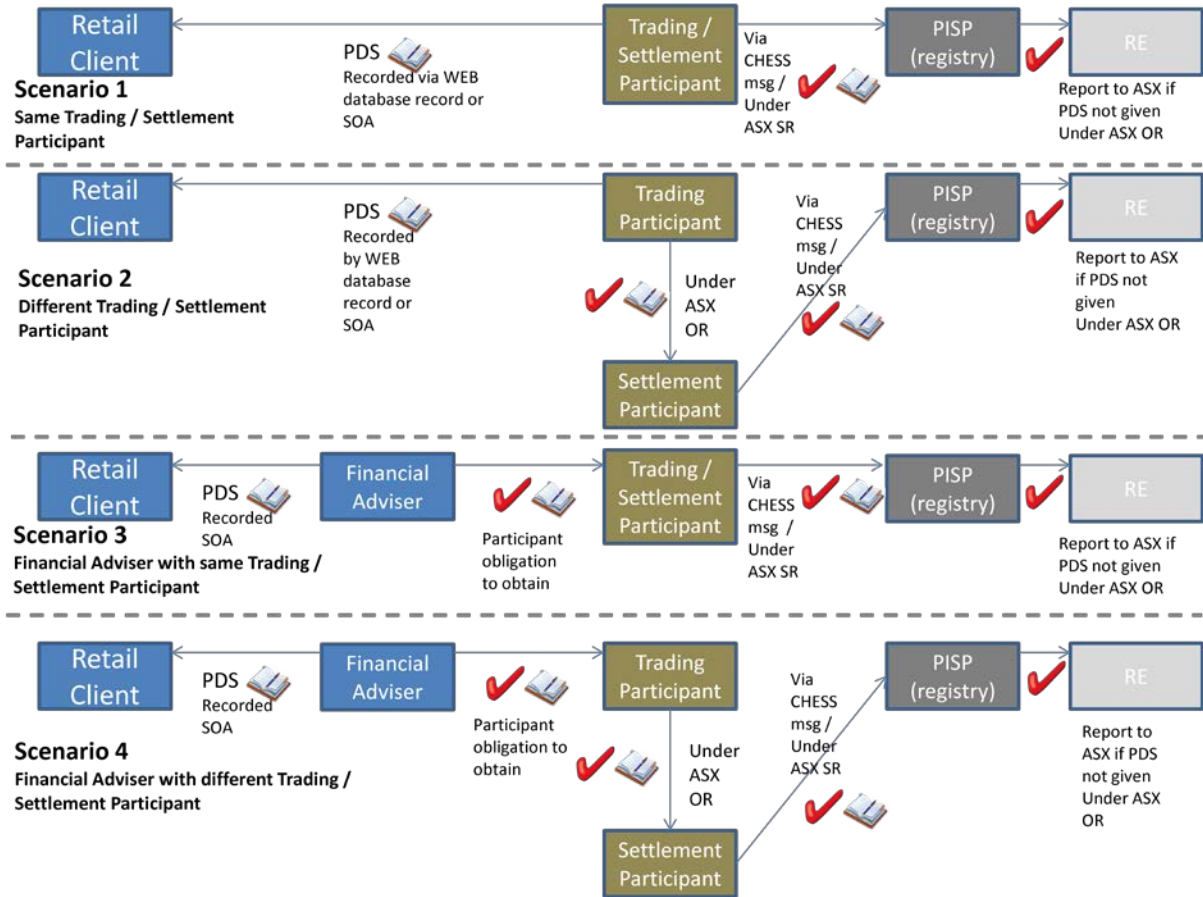 Retail
Client
PDS
Recorded via WEB
database record or
SOA
Trading /
Settlement
Participant
Via
CHESS
msg /
Under
ASX SR
PISP
(registry)
RE
Report to ASX if
PDS not given
Under ASX OR
Scenario 1
Same Trading / Settlement
Participant
Retail
Client
PDS
Recorded
by WEB
database
record or
SOA
Trading
Participant
Under
ASX
OR
Settlement
Participant
Via
CHESS
msg /
Under
ASX SR
PISP
(registry)
RE
Report to ASX
if PDS not
given
Under ASX OR
Scenario 2
Different Trading / Settlement
Participant
Retail
Client
PDS
Recorded
SOA
Financial
Adviser
Participant
obligation
to obtain
Trading /
Settlement
Participant
Via
CHESS
msg /
Under
ASX SR
PISP
(registry)
RE
Report to ASX if
PDS not given
Under ASX OR
Scenario 3
Financial Adviser with same Trading /
Settlement Participant
Retail
Client
PDS
Recorded
SOA
Financial
Adviser
Participant
obligation to
obtain
Trading
Participant
Under
ASX
OR
Settlement
Participant
Via
CHESS
msg /
Under
ASX SR
PISP
(registry)
RE
Report to
ASX if PDS
not given
Under ASX
OR
Scenario 4
Financial Adviser with different Trading /
Settlement Participant